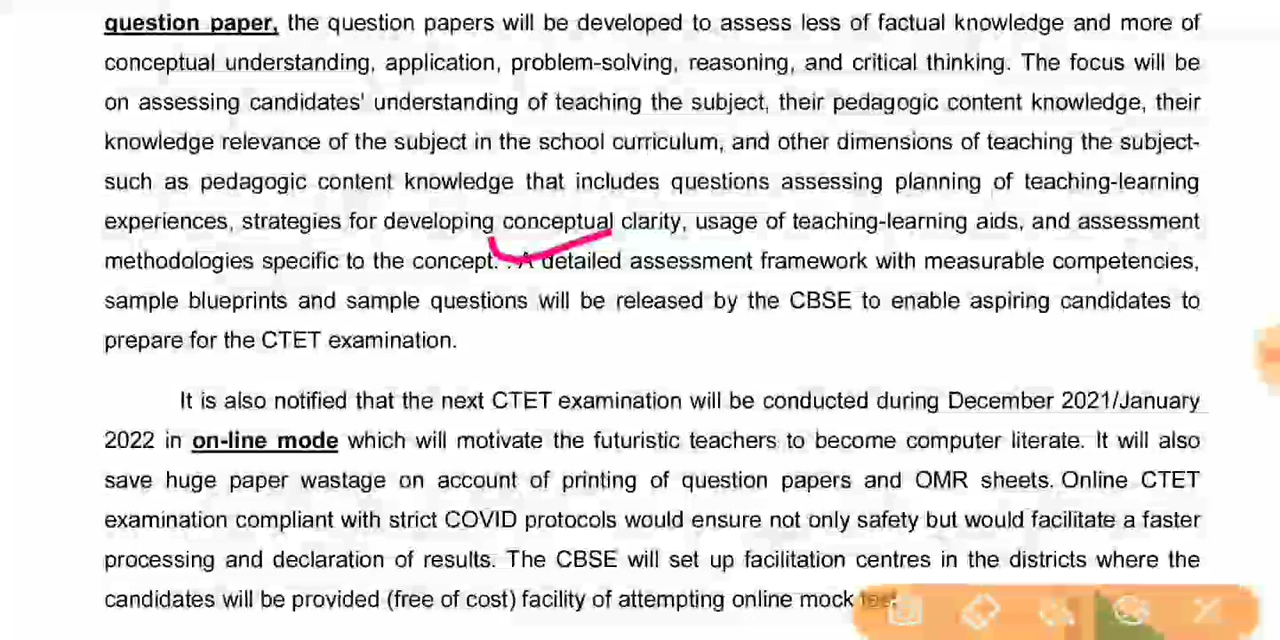 question paper, the question papers will be developed to assess less of factual knowledge and more of
conceptual understanding, application, problem-solving, reasoning, and critical thinking. The focus will be
on assessing candidates' understanding of teaching the subject, their pedagogic content knowledge, their
knowledge relevance of the subject in the school curriculum, and other dimensions of teaching the subject-
such as pedagogic content knowledge that includes questions assessing planning of teaching-learning
experiences, strategies for developing conceptual clarity, usage of teaching-learning aids, and assessment
methodologies specific to the concept. . A detailed assessment framework with measurable competencies,
sample blueprints and sample questions will be released by the CBSE to enable aspiring candidates to
prepare for the CTET examination.
It is also notified that the next CTET examination will be conducted during December 2021/January
2022 in on-line mode which will motivate the futuristic teachers to become computer literate. It will also
save huge paper wastage on account of printing of question papers and OMR sheets. Online CTET
examination compliant with strict COVID protocols would ensure not only safety but would facilitate a faster
processing and declaration of results. The CBSE will set up facilitation centres in the districts where the
candidates will be provided (free of cost) facility of attempting online mock